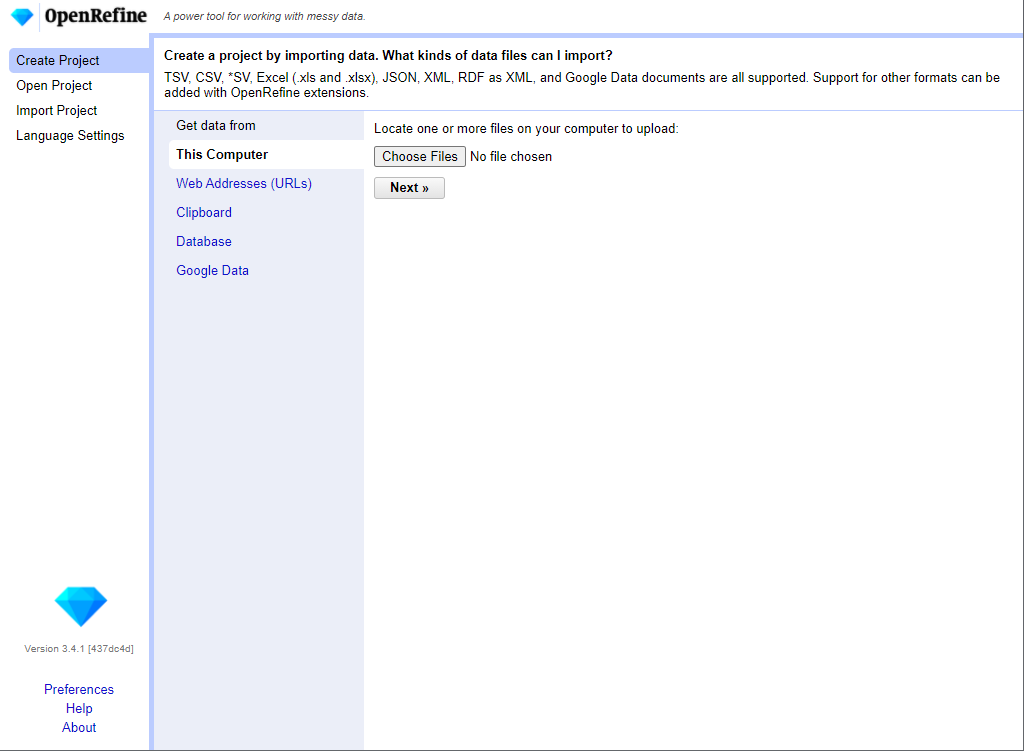 OpenRefine
A power tool for working with messy data.
Create Project
Open Project
Import Project
Language Settings
Create a project by importing data. What kinds of data files can I import?
TSV, CSV, *SV, Excel (.xls and .xlsx), JSON, XML, RDF as XML, and Google Data documents are all supported. Support for other formats can be
added with OpenRefine extensions.
Get data from
This Computer
Web Addresses (URLs)
Clipboard
Database
Google Data
Locate one or more files on your computer to upload:
Choose Files No file chosen
Next »
Version 3.4.1 [437dc4d]
Preferences
Help
About